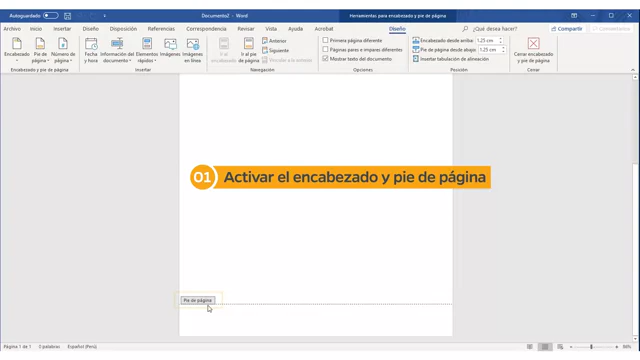 Autoguardado
Documento2 - Word
Herramientas para encabezado y pie de página
Archivo Inicio Insertar Diseño Disposición Referencias Correspondencia Revisar Vista Ayuda Acrobat Diseño ¿Qué desea hacer? Compartir Comentarios
Encabezado Pie de página Número de página
Encabezado y pie de página
Fecha y hora Información del documento Elementos rápidos Imágenes Imágenes en línea
Insertar
Ir al encabezado Ir al pie de página
Anterior
Siguiente
Vincular a la anterior
Navegación
Primera página diferente
Páginas pares e impares diferentes
Mostrar texto del documento
Opciones
Encabezado desde arriba: 1.25 cm
Pie de página desde abajo: 1.25 cm
Insertar tabulación de alineación
Posición
Cerrar encabezado y pie de página
Cerrar
01 Activar el encabezado y pie de página
Pie de página
Página 1 de 1 0 palabras Español (Perú)